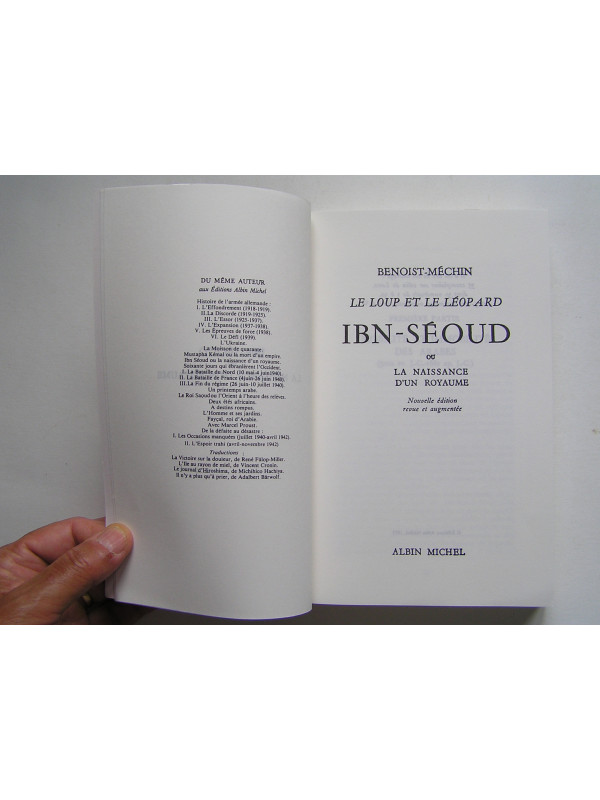 DU MÊME AUTEUR
aux Éditions Albin Michel
Histoire de l'armée allemande :
I. L'Effondrement (1918-1919).
II. La Discorde (1919-1925).
III. L'Essor (1925-1937).
IV. L'Expansion (1937-1938).
V. Les Épreuves de force (1938).
VI. Le Défi (1939).
L'Ukraine.
La Moisson de quarante.
Mustapha Kémal ou la mort d'un empire.
Ibn Séoud ou la naissance d'un royaume.
Soixante jours qui ébranlèrent l'Occident.
I. La Bataille du Nord (10 mai-4 juin 1940).
II. La Bataille de France (4 juin-26 juin 1940).
III. La Fin du régime (26 juin-10 juillet 1940).
Un printemps arabe.
La Roi Saoud ou l'Orient à l'heure des relèves.
Deux étés africains.
A destins rompus.
L'Homme et ses jardins.
Fayçal, roi d'Arabie.
Avec Marcel Proust.
De la défaite au désastre :
I. Les Occasions manquées (juillet 1940-avril 1942)
II. L'Espoir trahi (avril-novembre 1942)
Traductions :
La Victoire sur la douleur, de René Fülop-Miller.
L'Ile au rayon de miel, de Vincent Cronin.
Le journal d'Hiroshima, de Michihico Hachiya.
Il n'y a plus qu'à prier, de Adalbert Bärwolf.
BENOIST-MÉCHIN
LE LOUP ET LE LÉOPARD
IBN-SÉOUD
ou
LA NAISSANCE
D'UN ROYAUME
Nouvelle édition
revue et augmentée
ALBIN MICHEL